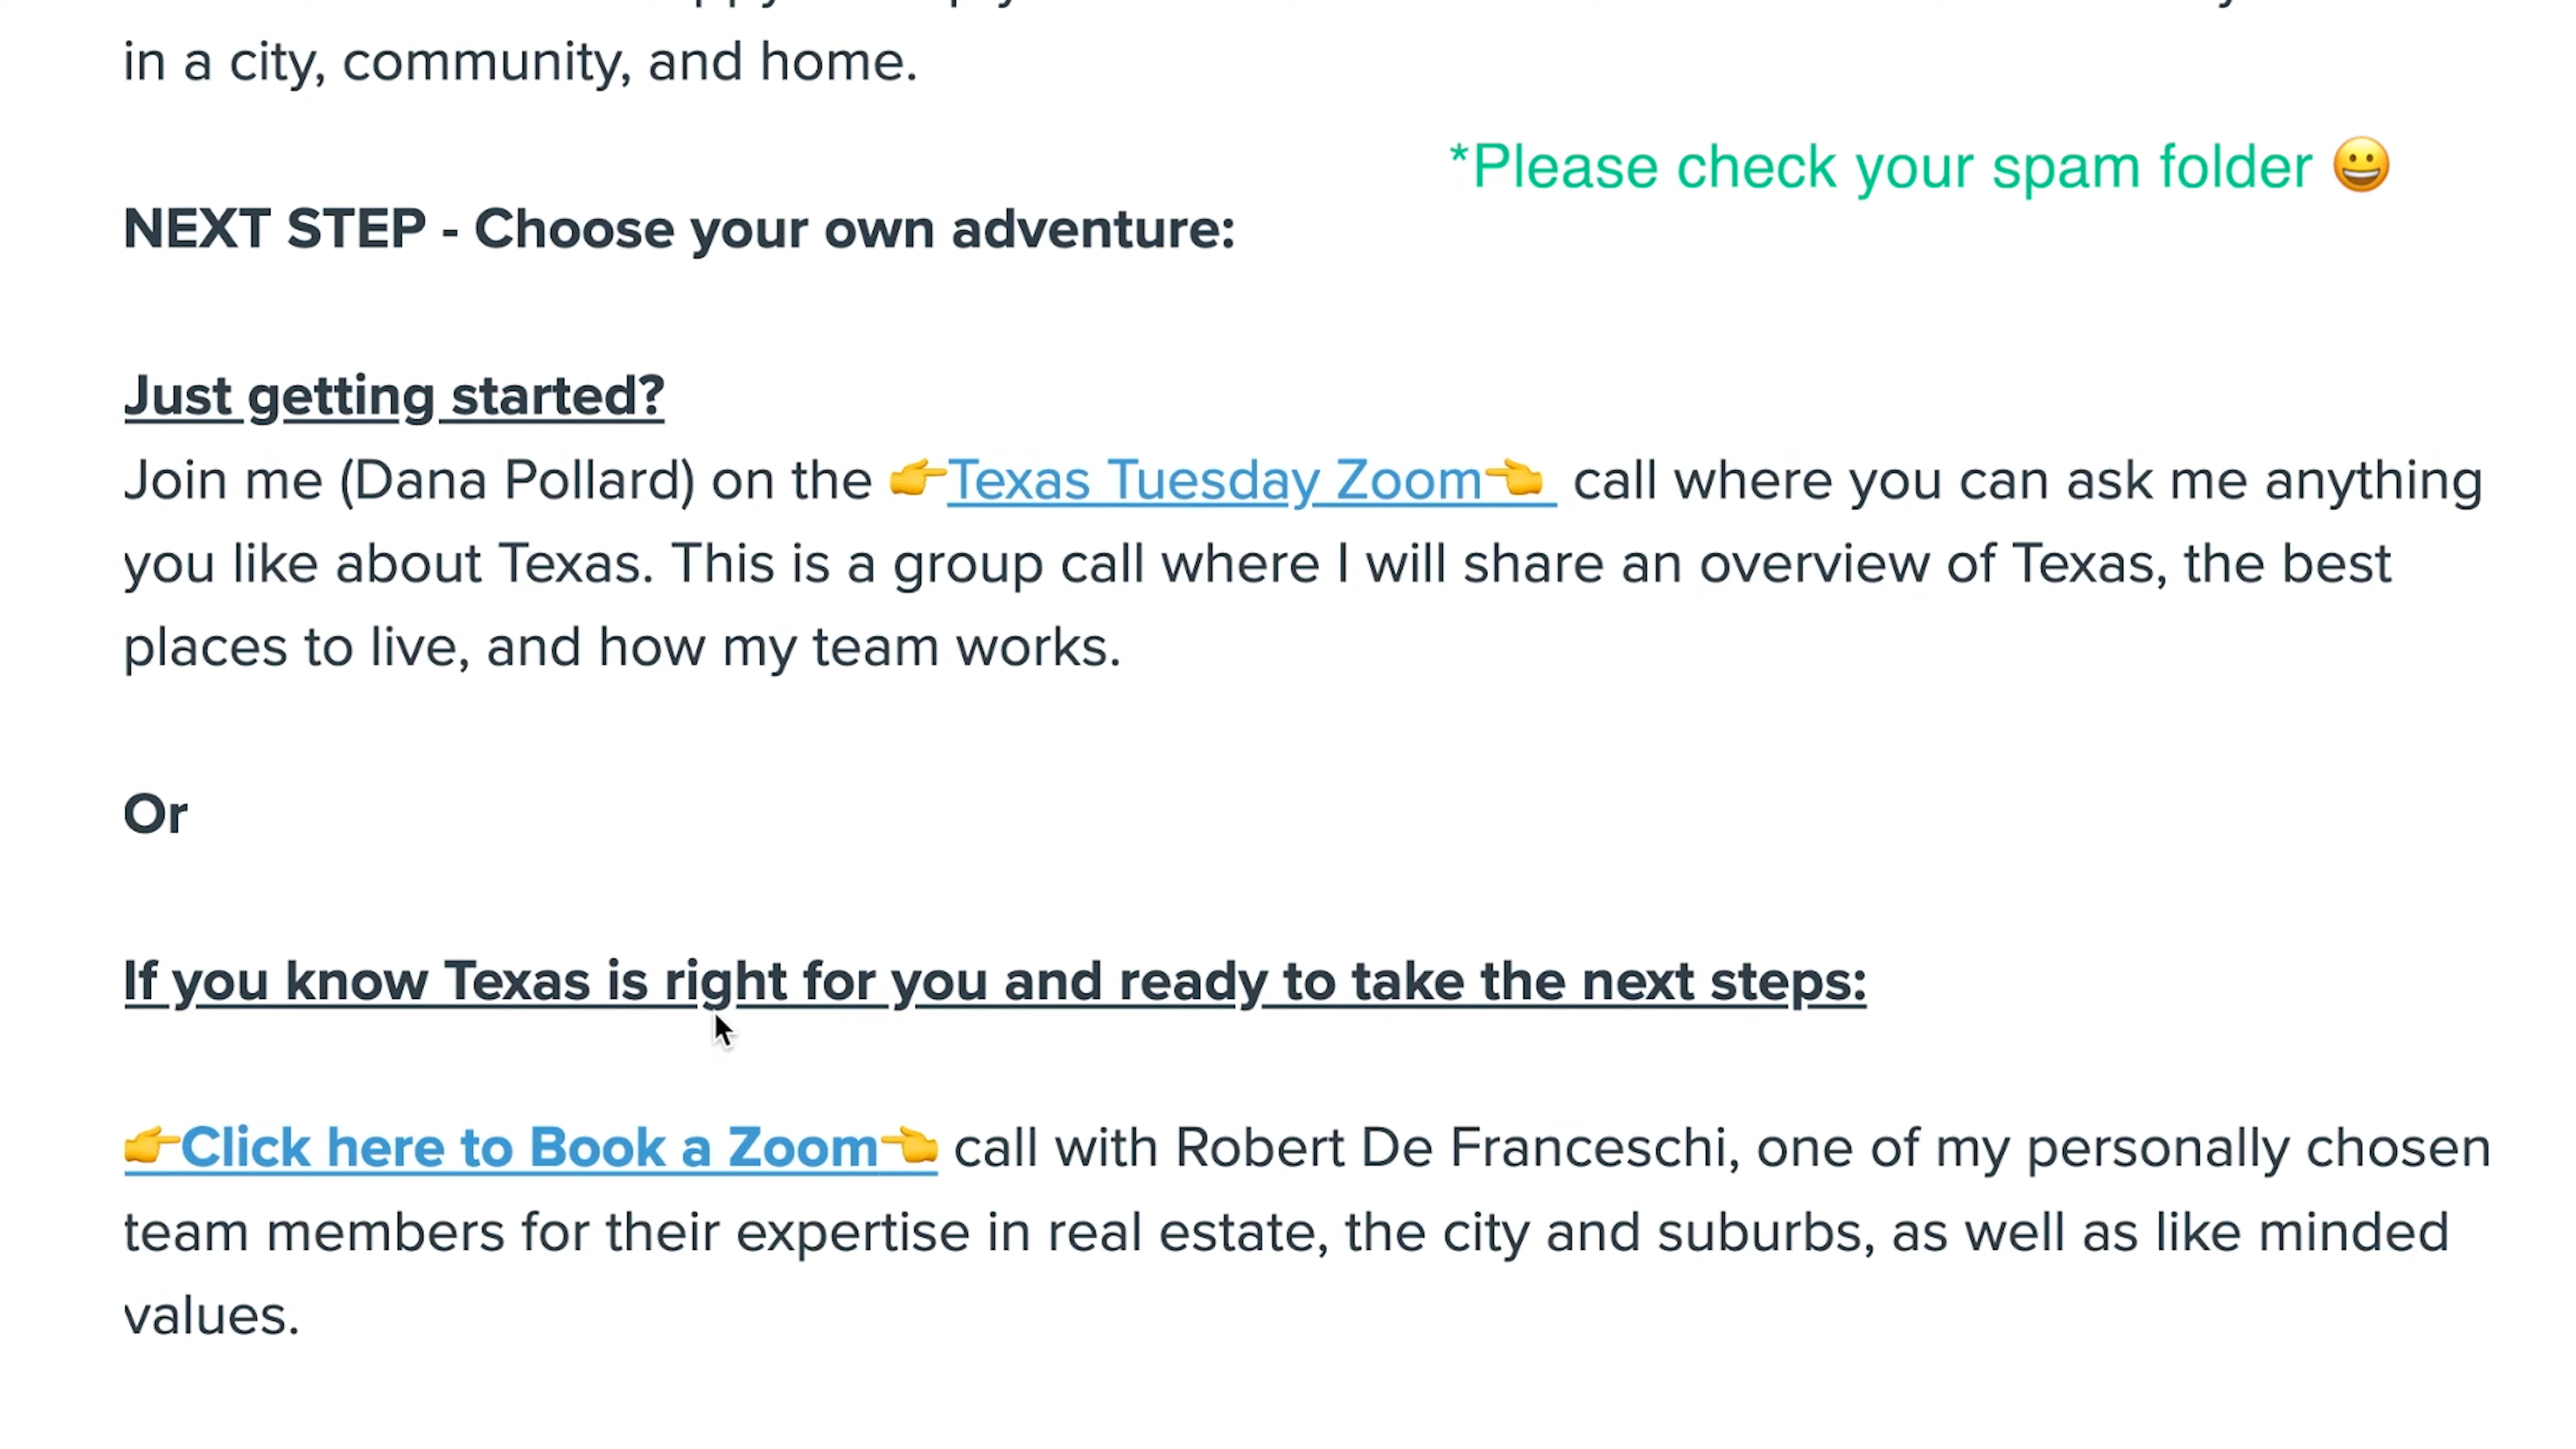 in a city, community, and home.
*Please check your spam folder 😀
NEXT STEP - Choose your own adventure:
Just getting started?
Join me (Dana Pollard) on the 👉Texas Tuesday Zoom👈 call where you can ask me anything
you like about Texas. This is a group call where I will share an overview of Texas, the best
places to live, and how my team works.
Or
If you know Texas is right for you and ready to take the next steps:
👉Click here to Book a Zoom👈 call with Robert De Franceschi, one of my personally chosen
team members for their expertise in real estate, the city and suburbs, as well as like minded
values.